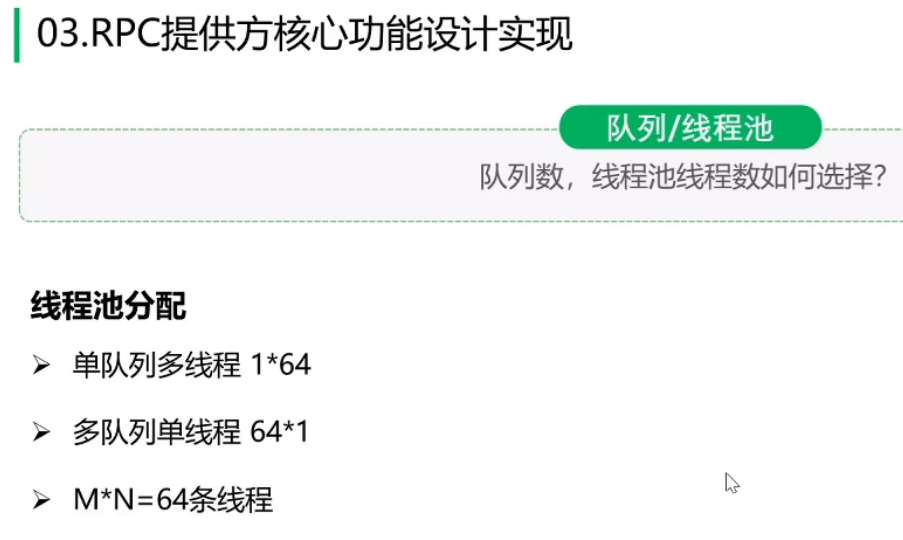 03.RPC提供方核心功能设计实现
队列/线程池
队列数，线程池线程数如何选择？
线程池分配
➢ 单队列多线程 1*64
➢ 多队列单线程 64*1
➢ M*N=64条线程